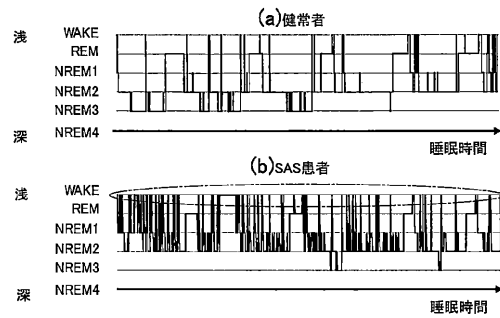 (a)健常者
浅 WAKE
REM
NREM1
NREM2
NREM3
深 NREM4
睡眠時間
(b)SAS患者
浅 WAKE
REM
NREM1
NREM2
NREM3
深 NREM4
睡眠時間